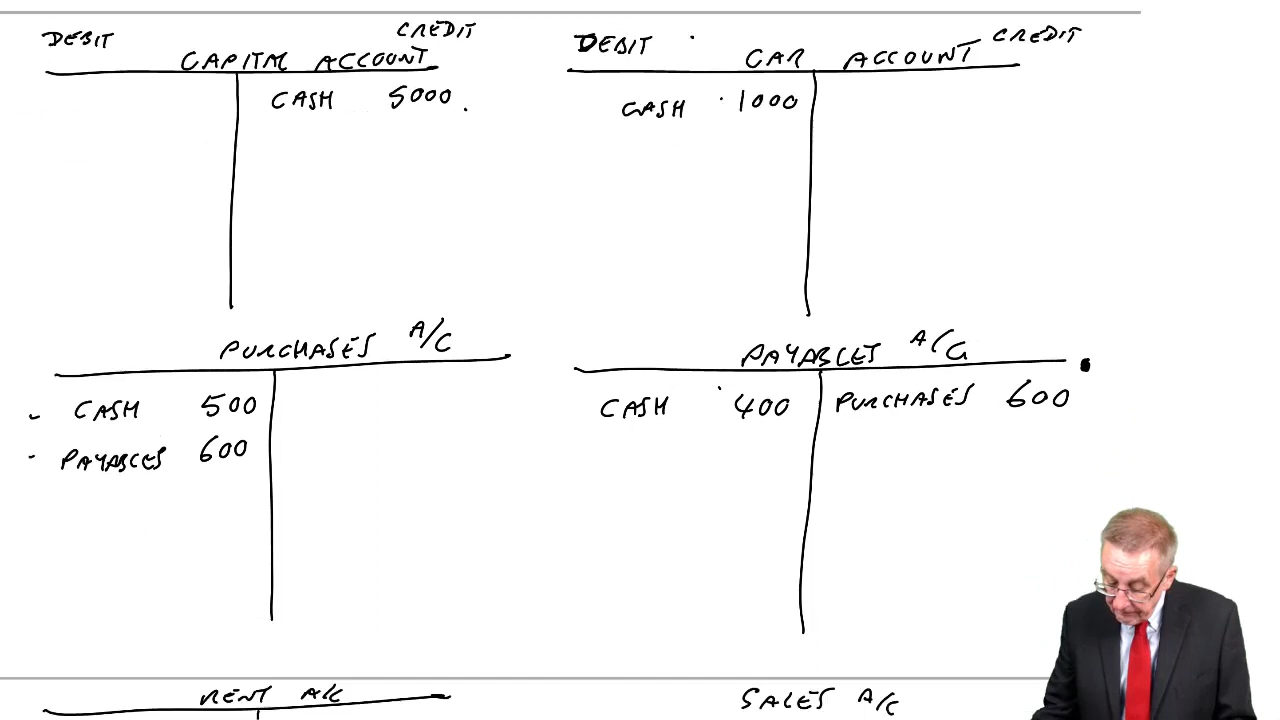 DEBIT CREDIT
CAPITAL ACCOUNT
CASH 5000
DEBIT CREDIT
CAR ACCOUNT
CASH 1000
PURCHASES A/C
CASH 500
PAYABLES 600
PAYABLES A/C
CASH 400 PURCHASES 600
RENT A/C
SALES A/C